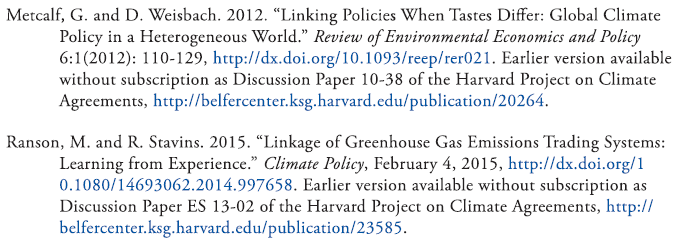 Metcalf, G. and D. Weisbach. 2012. “Linking Policies When Tastes Differ: Global Climate
Policy in a Heterogeneous World.” Review of Environmental Economics and Policy
6:1(2012): 110-129, http://dx.doi.org/10.1093/reep/rer021. Earlier version available
without subscription as Discussion Paper 10-38 of the Harvard Project on Climate
Agreements, http://belfercenter.ksg.harvard.edu/publication/20264.
Ranson, M. and R. Stavins. 2015. “Linkage of Greenhouse Gas Emissions Trading Systems:
Learning from Experience.” Climate Policy, February 4, 2015, http://dx.doi.org/1
0.1080/14693062.2014.997658. Earlier version available without subscription as
Discussion Paper ES 13-02 of the Harvard Project on Climate Agreements, http://
belfercenter.ksg.harvard.edu/publication/23585.